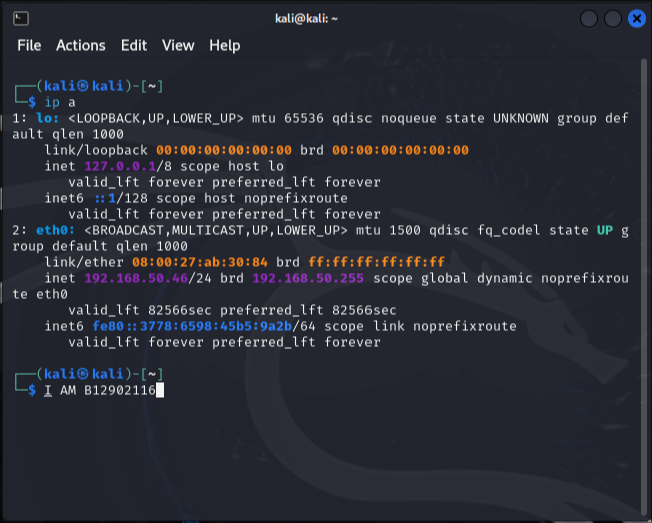 kali@kali: ~
File Actions Edit View Help
┌──(kali㉿kali)-[~]
└─$ ip a
1: lo: <LOOPBACK,UP,LOWER_UP> mtu 65536 qdisc noqueue state UNKNOWN group def
ault qlen 1000
    link/loopback 00:00:00:00:00:00 brd 00:00:00:00:00:00
    inet 127.0.0.1/8 scope host lo
       valid_lft forever preferred_lft forever
    inet6 ::1/128 scope host noprefixroute
       valid_lft forever preferred_lft forever
2: eth0: <BROADCAST,MULTICAST,UP,LOWER_UP> mtu 1500 qdisc fq_codel state UP g
roup default qlen 1000
    link/ether 08:00:27:ab:30:84 brd ff:ff:ff:ff:ff:ff
    inet 192.168.50.46/24 brd 192.168.50.255 scope global dynamic noprefixrou
te eth0
       valid_lft 82566sec preferred_lft 82566sec
    inet6 fe80::3778:6598:45b5:9a2b/64 scope link noprefixroute
       valid_lft forever preferred_lft forever
┌──(kali㉿kali)-[~]
└─$ I AM B12902116